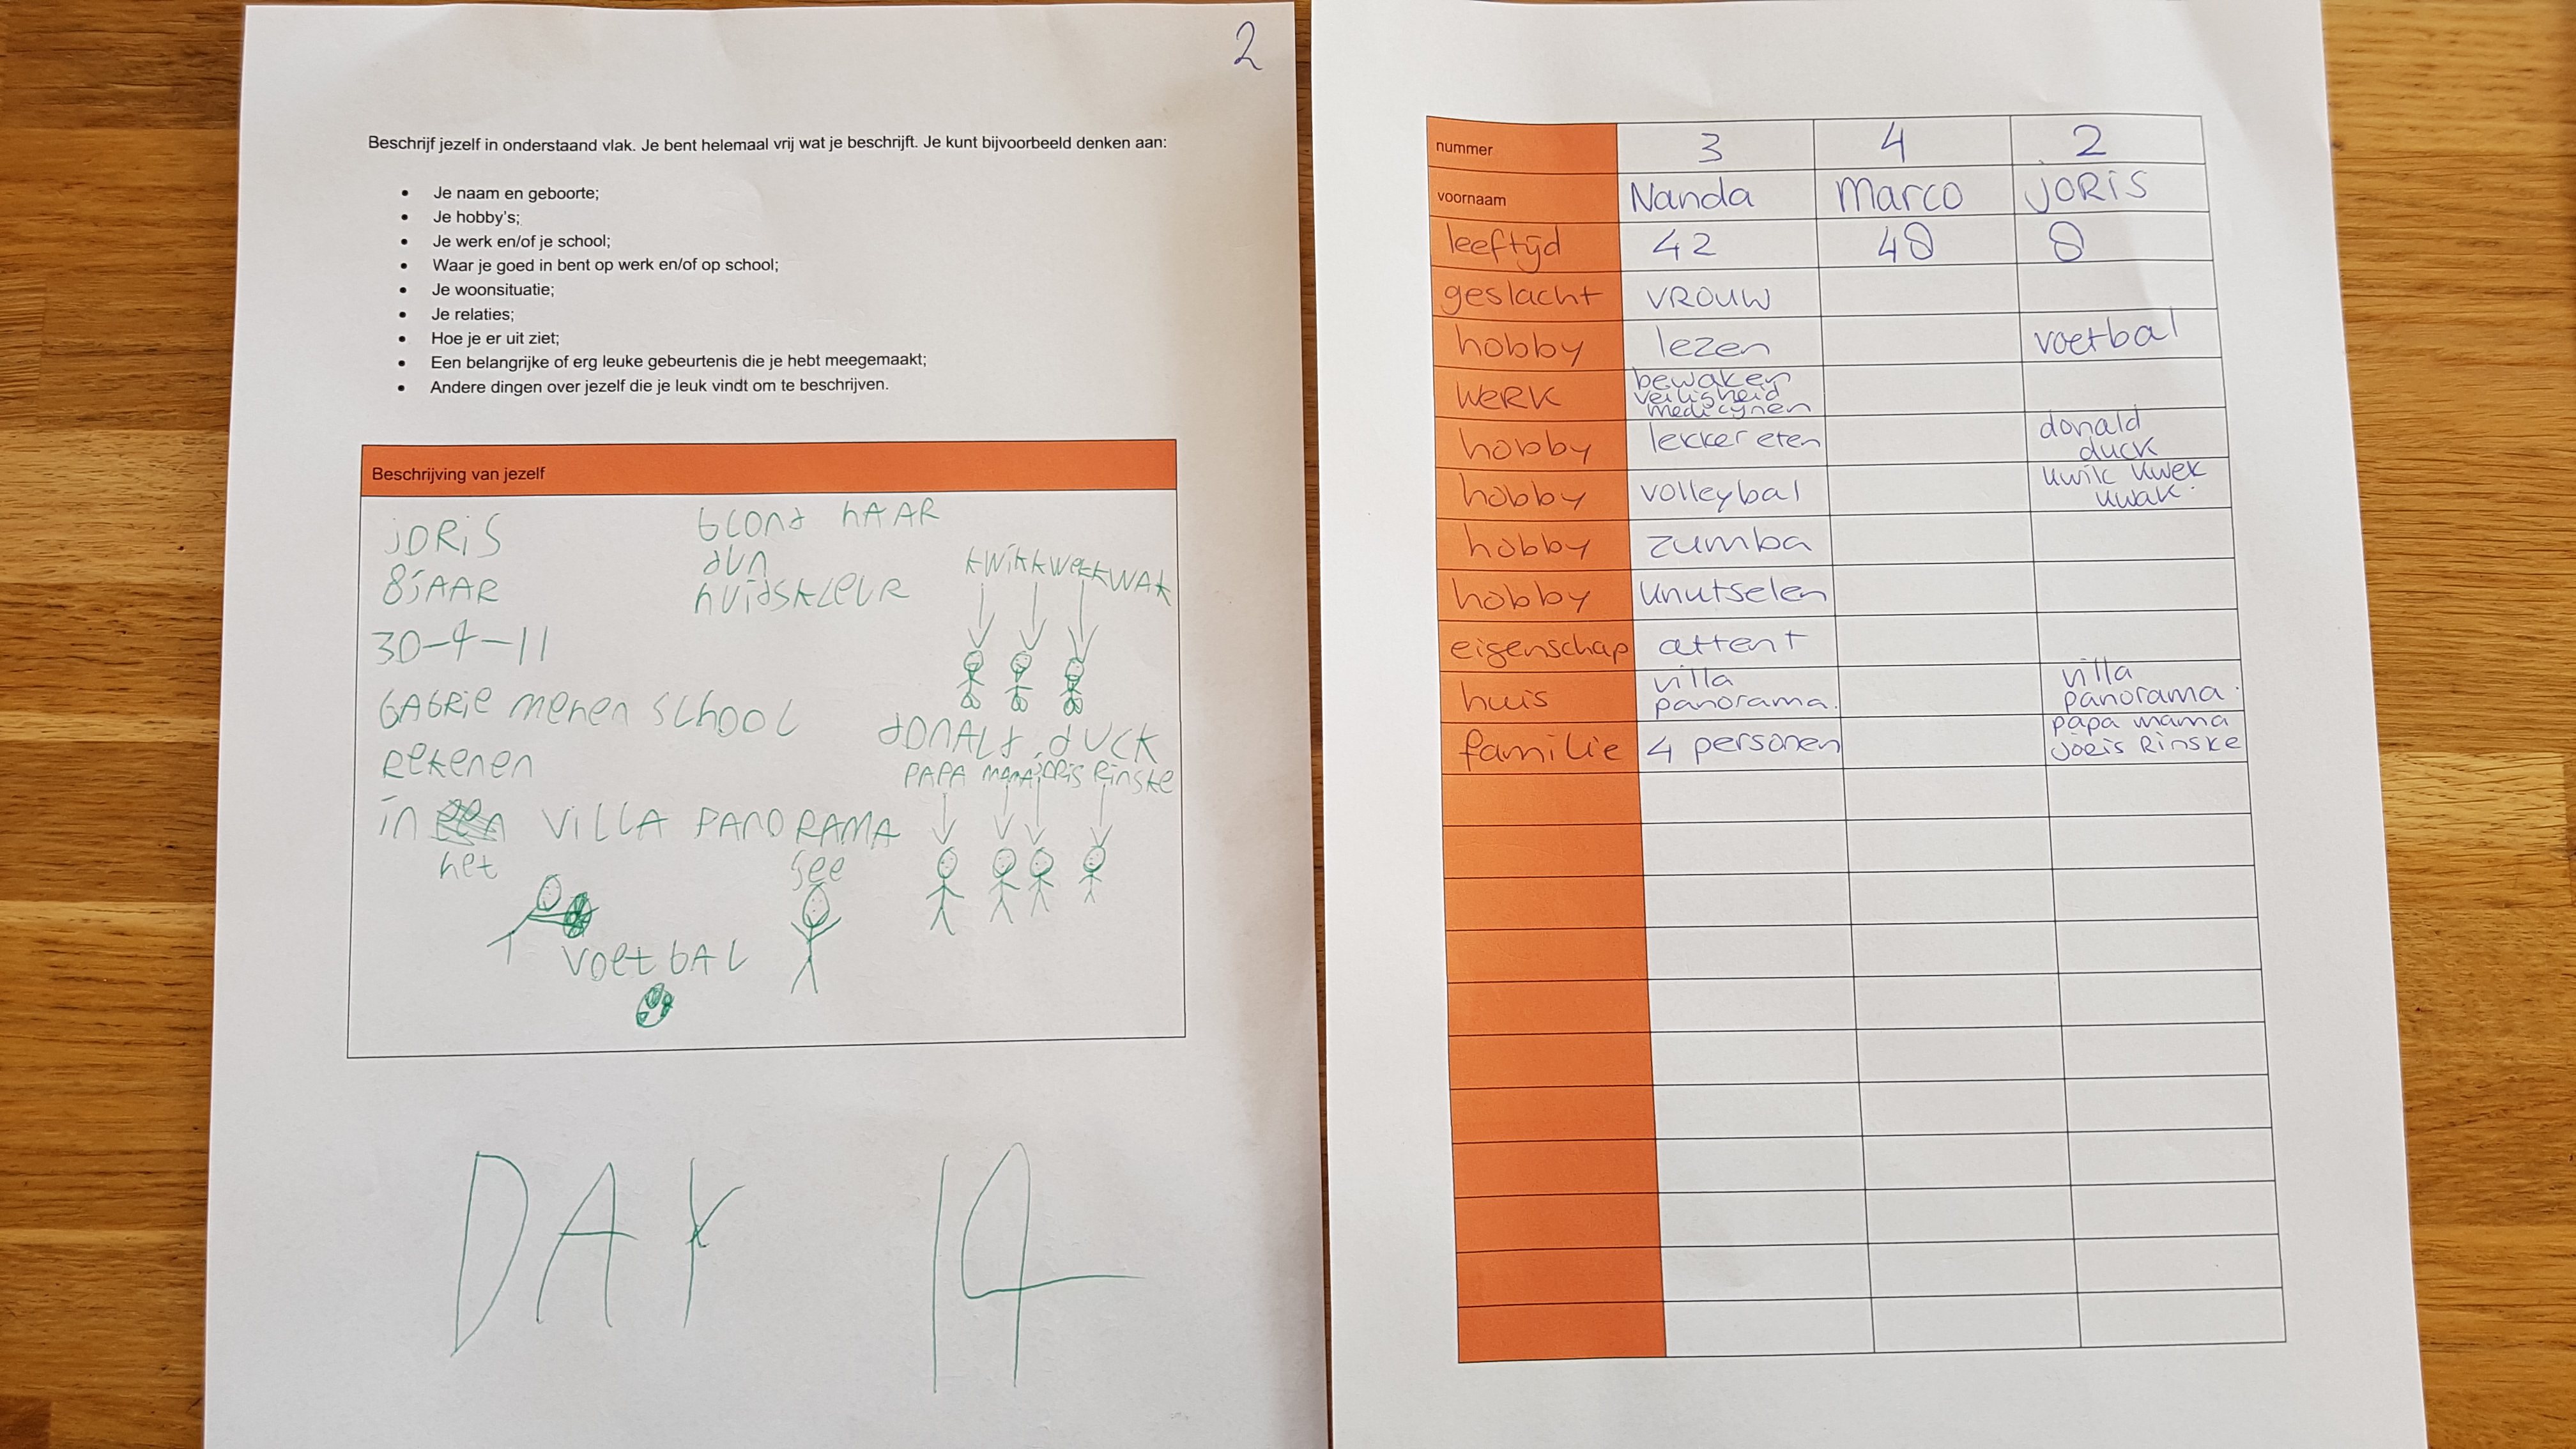 2
Beschrijf jezelf in onderstaand vlak. Je bent helemaal vrij wat je beschrijft. Je kunt bijvoorbeeld denken aan:
• Je naam en geboorte;
• Je hobby's;
• Je werk en/of je school;
• Waar je goed in bent op werk en/of op school;
• Je woonsituatie;
• Je relaties;
• Hoe je er uit ziet;
• Een belangrijke of erg leuke gebeurtenis die je hebt meegemaakt;
• Andere dingen over jezelf die je leuk vindt om te beschrijven.
Beschrijving van jezelf
jORiS
8jAAR
30-4-11
GAbRie menen School
Rekenen
in het ViLLA PANORAMA
blond hAAR
dun
huidskleuR
kwik kwek kwAk
dONALd duck
PAPA mama jORis Rinske
See
voetbAL
DAY 14
nummer 3 4 2
voornaam Nanda Marco JORiS
leeftijd 42 48 8
geslacht VROUW
hobby lezen voetbal
WERK bewaken veiligheid medicijnen
hobby lekker eten donald duck
hobby volleybal kwik kwek kwak
hobby zumba
hobby knutselen
eigenschap attent
huis villa panorama. villa panorama.
familie 4 personen papa mama Joris Rinske